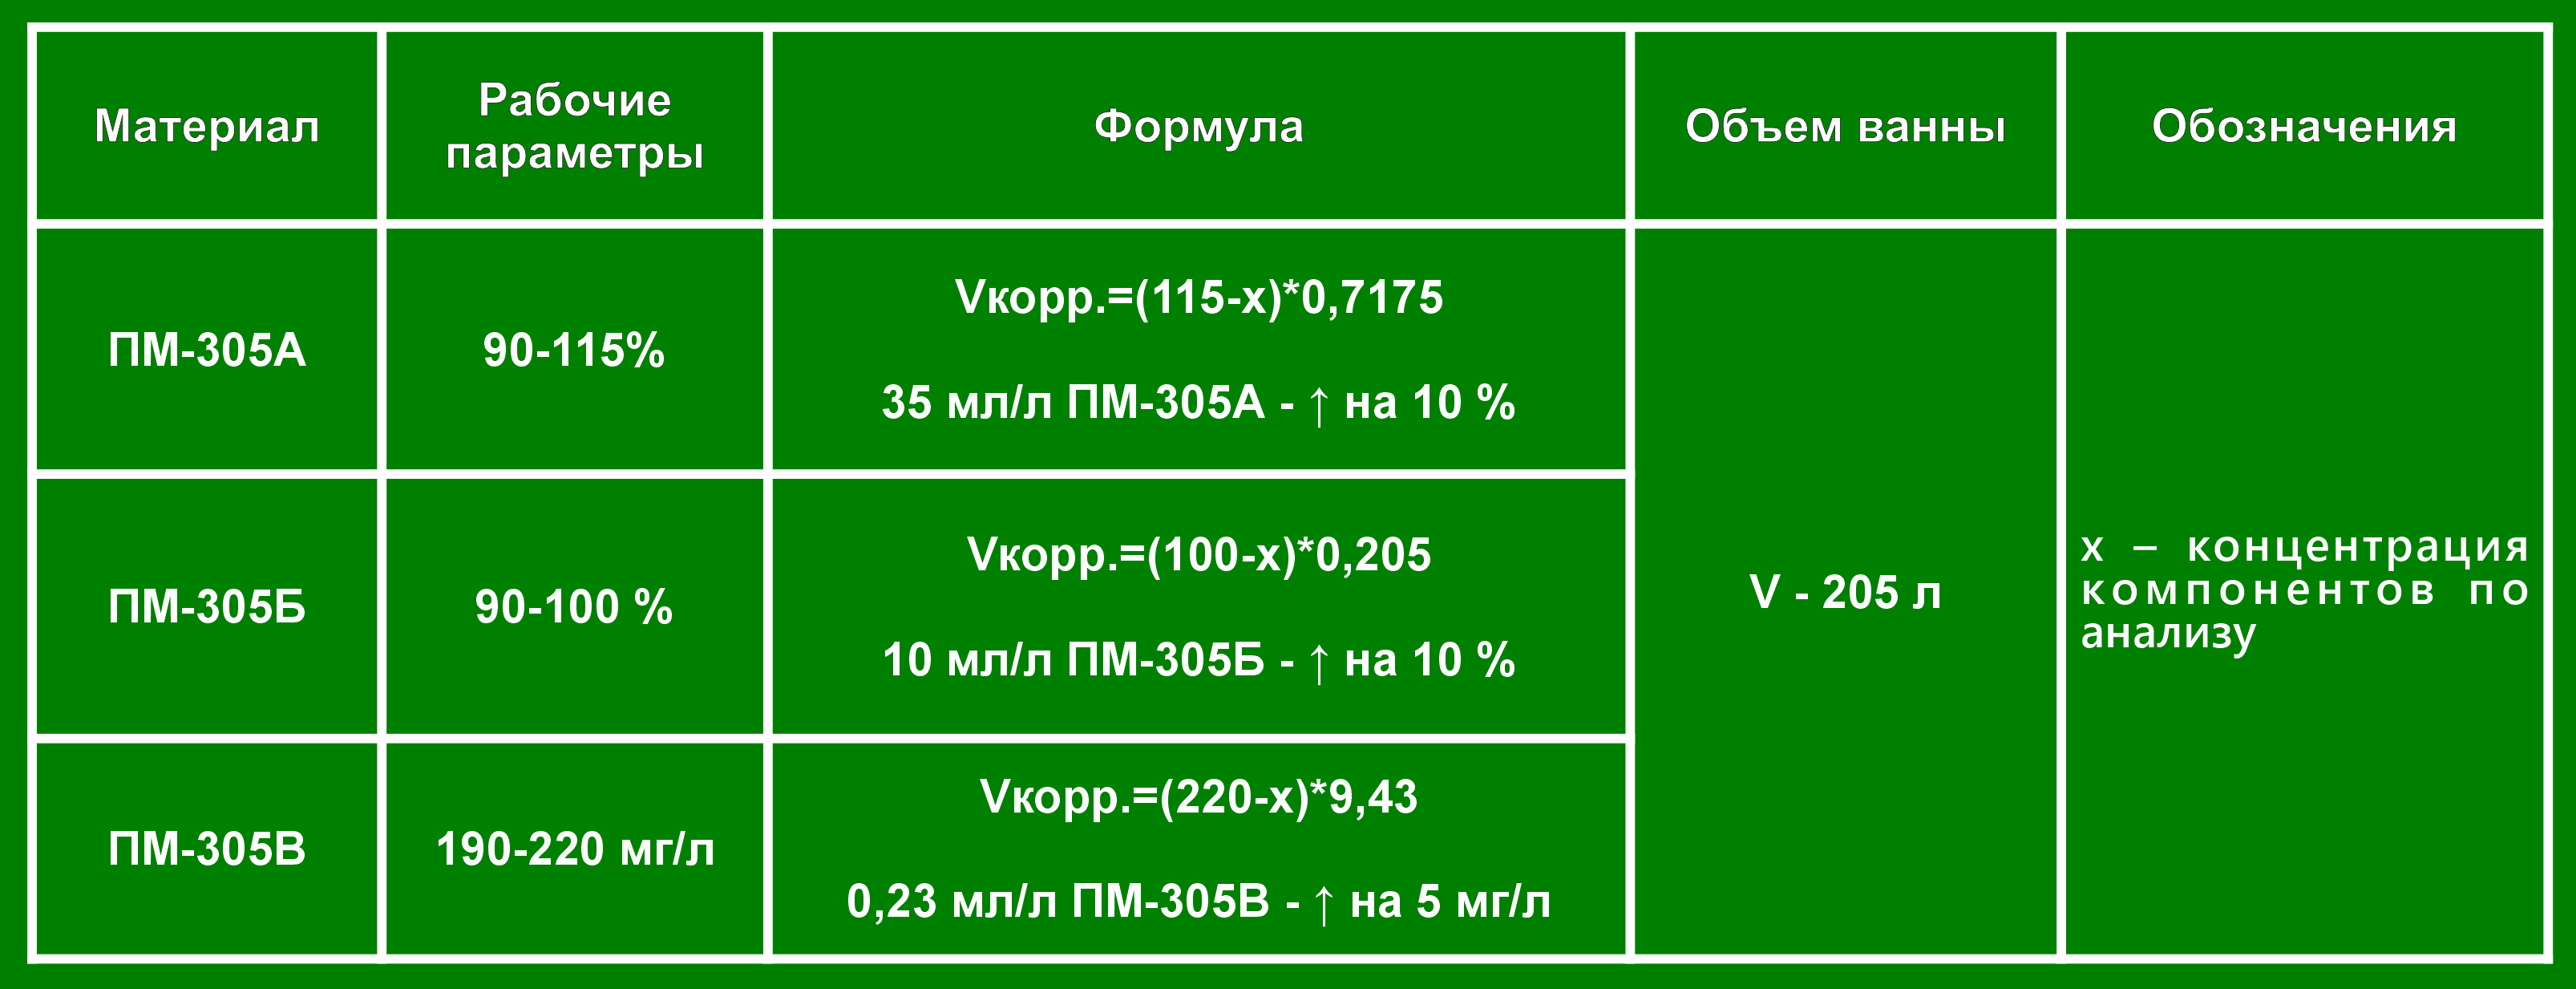 Материал
Рабочие
параметры
Формула
Объем ванны
Обозначения
ПМ-305А
90-115%
Vкорр.=(115-х)*0,7175
35 мл/л ПМ-305А - ↑ на 10 %
ПМ-305Б
90-100 %
Vкорр.=(100-х)*0,205
10 мл/л ПМ-305Б - ↑ на 10 %
ПМ-305В
190-220 мг/л
Vкорр.=(220-х)*9,43
0,23 мл/л ПМ-305В - ↑ на 5 мг/л
V - 205 л
х – концентрация
компонентов по
анализу